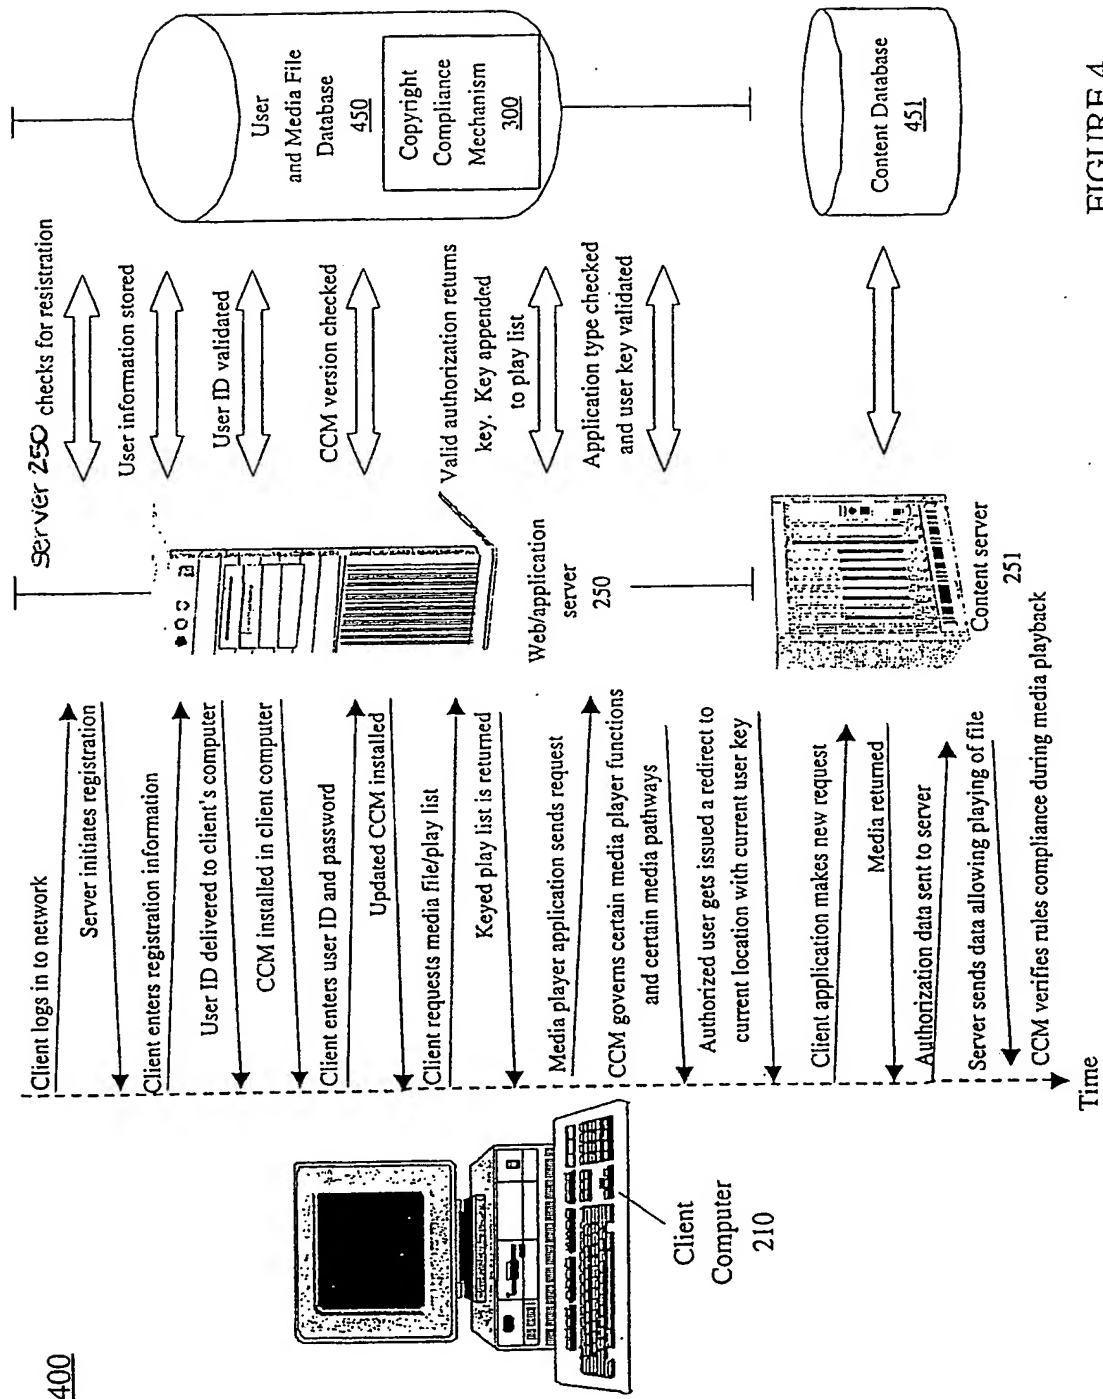 400
Client
Computer
210
Client logs in to network
Server initiates registration
Client enters registration information
User ID delivered to client's computer
CCM installed in client computer
Client enters user ID and password
Updated CCM installed
Client requests media file/play list
Keyed play list is returned
Media player application sends request
CCM governs certain media player functions
and certain media pathways
Authorized user gets issued a redirect to
current location with current user key
Client application makes new request
Media returned
Authorization data sent to server
Server sends data allowing playing of file
CCM verifies rules compliance during media playback
Time
Web/application
server
250
Content server
251
Server 250 checks for resistration
User information stored
User ID validated
CCM version checked
Valid authorization returns
key. Key appended
to play list
Application type checked
and user key validated
User
and Media File
Database
450
Copyright
Compliance
Mechanism
300
Content Database
451
FIGURE 4